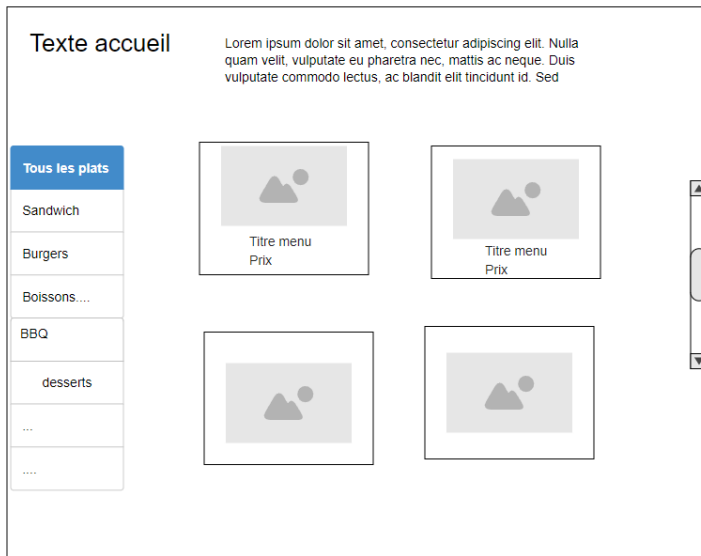 Texte accueil
Lorem ipsum dolor sit amet, consectetur adipiscing elit. Nulla
quam velit, vulputate eu pharetra nec, mattis ac neque. Duis
vulputate commodo lectus, ac blandit elit tincidunt id. Sed
Tous les plats
Sandwich
Burgers
Boissons....
BBQ
desserts
...
....
Titre menu
Prix
Titre menu
Prix